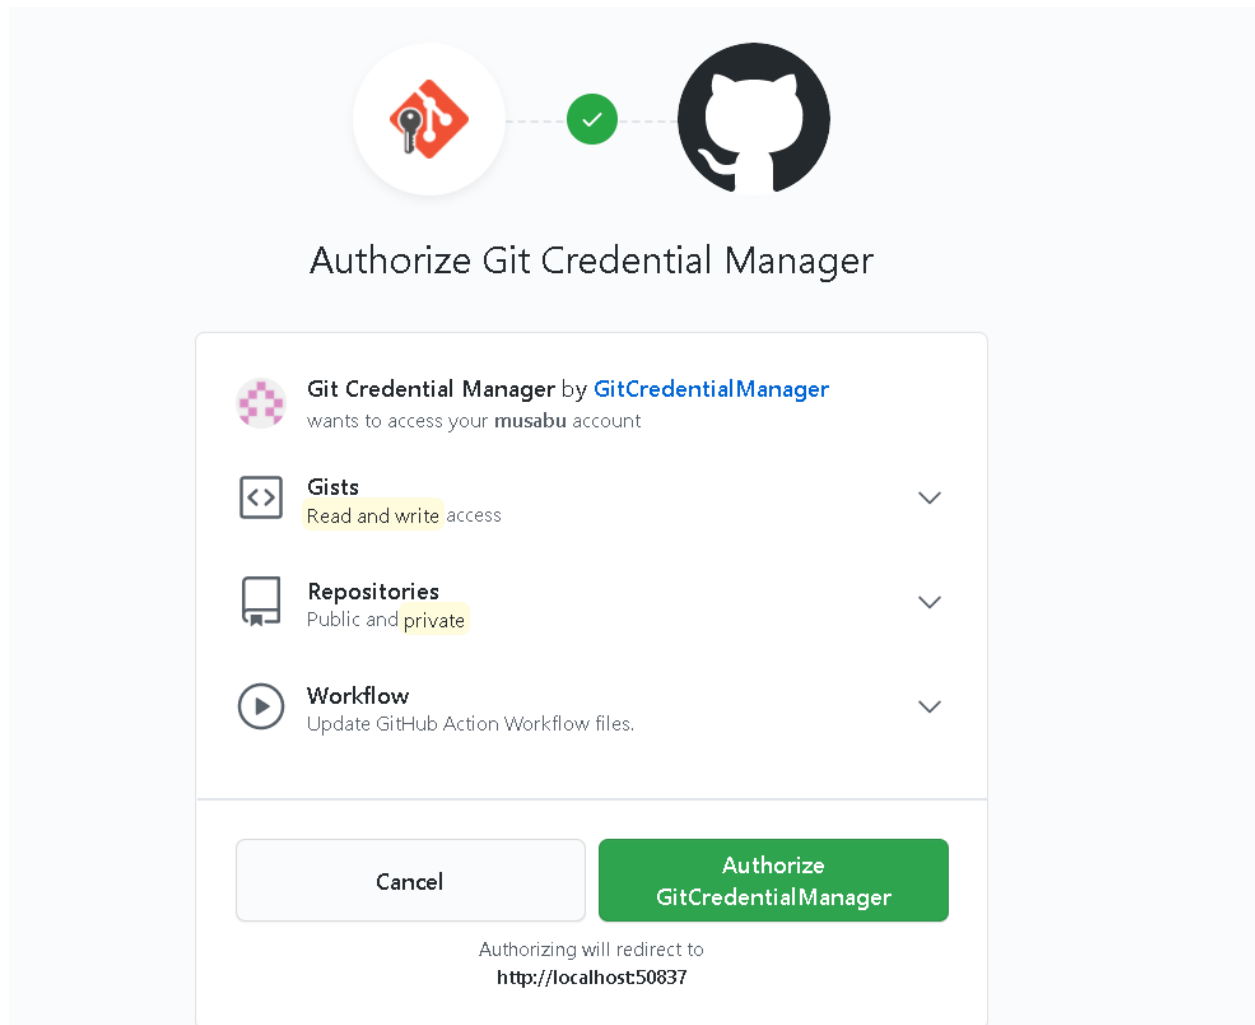 Authorize Git Credential Manager
Git Credential Manager by GitCredentialManager
wants to access your musabu account
Gists
Read and write access
Repositories
Public and private
Workflow
Update GitHub Action Workflow files.
Cancel
Authorize
GitCredentialManager
Authorizing will redirect to
http://localhost:50837